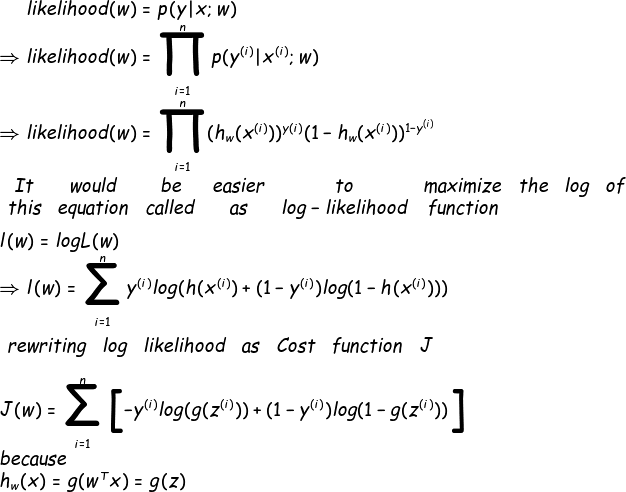 likelihood(w) = p(y|x; w)
⇒ likelihood(w) = ∏_{i=1}^{n} p(y^{(i)}|x^{(i)}; w)
⇒ likelihood(w) = ∏_{i=1}^{n} (h_w(x^{(i)}))^{y(i)}(1 − h_w(x^{(i)}))^{1−y^{(i)}}
It would be easier to maximize the log of
this equation called as log − likelihood function
l(w) = logL(w)
⇒ l(w) = ∑_{i=1}^{n} y^{(i)}log(h(x^{(i)}) + (1 − y^{(i)})log(1 − h(x^{(i)})))
rewriting log likelihood as Cost function J
J(w) = ∑_{i=1}^{n} [−y^{(i)}log(g(z^{(i)})) + (1 − y^{(i)})log(1 − g(z^{(i)}))]
because
h_w(x) = g(w^T x) = g(z)